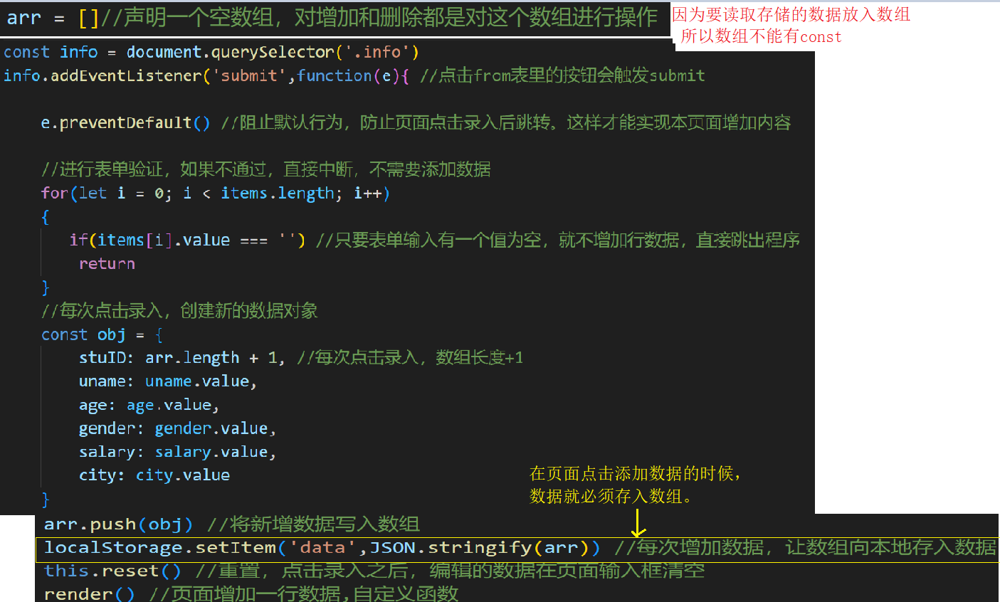 arr = []//声明一个空数组，对增加和删除都是对这个数组进行操作
因为要读取存储的数据放入数组
所以数组不能有const
const info = document.querySelector('.info')
info.addEventListener('submit',function(e){ //点击from表里的按钮会触发submit
e.preventDefault() //阻止默认行为，防止页面点击录入后跳转。这样才能实现本页面增加内容
//进行表单验证，如果不通过，直接中断，不需要添加数据
for(let i = 0; i < items.length; i++)
{
if(items[i].value === '') //只要表单输入有一个值为空，就不增加行数据，直接跳出程序
return
}
//每次点击录入，创建新的数据对象
const obj = {
stuID: arr.length + 1, //每次点击录入，数组长度+1
uname: uname.value,
age: age.value,
gender: gender.value,
salary: salary.value,
city: city.value
}
在页面点击添加数据的时候，
数据就必须存入数组。
arr.push(obj) //将新增数据写入数组
localStorage.setItem('data',JSON.stringify(arr)) //每次增加数据，让数组向本地存入数据
this.reset() //重置，点击录入之后，编辑的数据在页面输入框清空
render() //页面增加一行数据,自定义函数